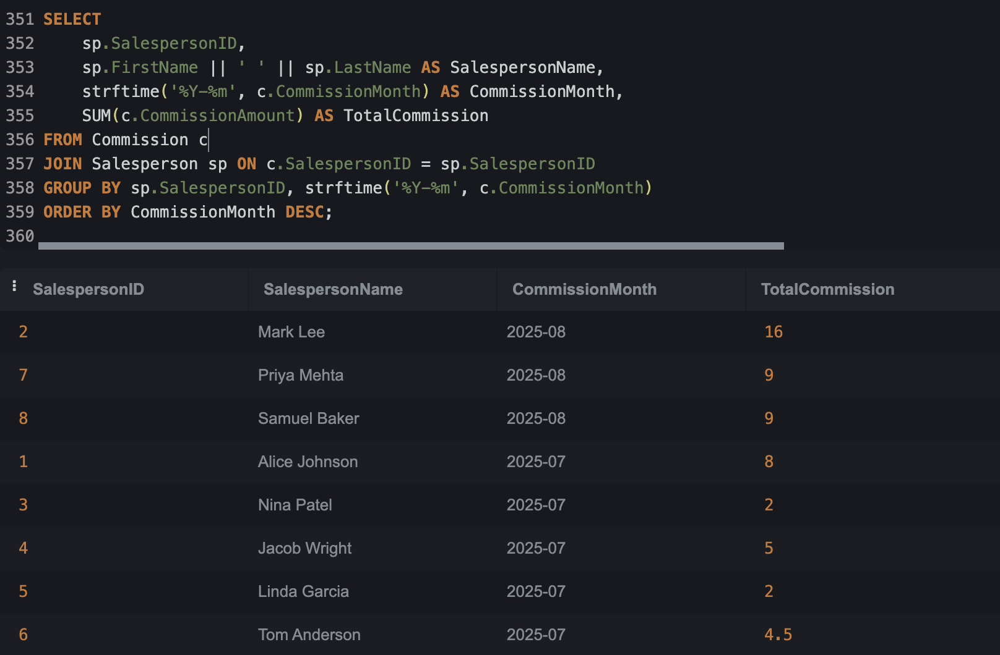 351 SELECT
352     sp.SalespersonID,
353     sp.FirstName || ' ' || sp.LastName AS SalespersonName,
354     strftime('%Y-%m', c.CommissionMonth) AS CommissionMonth,
355     SUM(c.CommissionAmount) AS TotalCommission
356 FROM Commission c
357 JOIN Salesperson sp ON c.SalespersonID = sp.SalespersonID
358 GROUP BY sp.SalespersonID, strftime('%Y-%m', c.CommissionMonth)
359 ORDER BY CommissionMonth DESC;
360
SalespersonID SalespersonName CommissionMonth TotalCommission
2 Mark Lee 2025-08 16
7 Priya Mehta 2025-08 9
8 Samuel Baker 2025-08 9
1 Alice Johnson 2025-07 8
3 Nina Patel 2025-07 2
4 Jacob Wright 2025-07 5
5 Linda Garcia 2025-07 2
6 Tom Anderson 2025-07 4.5